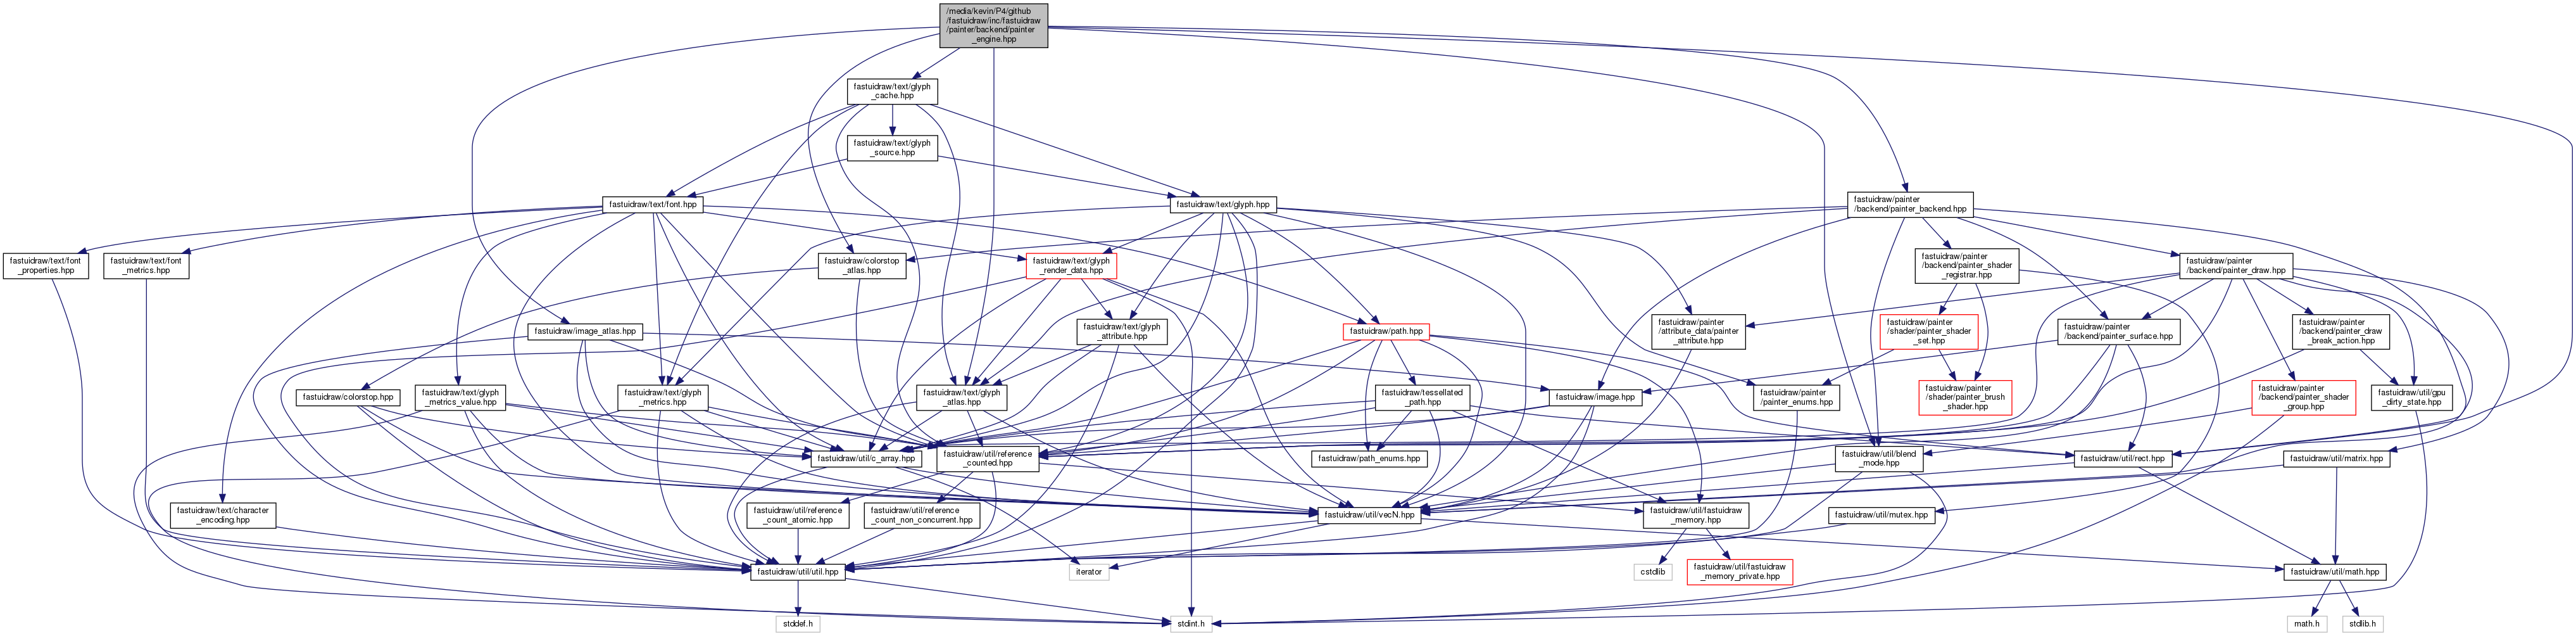 /media/kevin/P4/github
/fastuidraw/inc/fastuidraw
/painter/backend/painter
_engine.hpp
fastuidraw/text/glyph
_cache.hpp
fastuidraw/text/glyph
_source.hpp
fastuidraw/text/font.hpp
fastuidraw/text/glyph.hpp
fastuidraw/painter
/backend/painter_backend.hpp
fastuidraw/text/font
_properties.hpp
fastuidraw/text/font
_metrics.hpp
fastuidraw/colorstop
_atlas.hpp
fastuidraw/text/glyph
_render_data.hpp
fastuidraw/painter
/backend/painter_shader
_registrar.hpp
fastuidraw/painter
/backend/painter_draw.hpp
fastuidraw/image_atlas.hpp
fastuidraw/text/glyph
_attribute.hpp
fastuidraw/path.hpp
fastuidraw/painter
/attribute_data/painter
_attribute.hpp
fastuidraw/painter
/shader/painter_shader
_set.hpp
fastuidraw/painter
/backend/painter_surface.hpp
fastuidraw/painter
/backend/painter_draw
_break_action.hpp
fastuidraw/colorstop.hpp
fastuidraw/text/glyph
_metrics_value.hpp
fastuidraw/text/glyph
_metrics.hpp
fastuidraw/text/glyph
_atlas.hpp
fastuidraw/tessellated
_path.hpp
fastuidraw/image.hpp
fastuidraw/painter
/painter_enums.hpp
fastuidraw/painter
/shader/painter_brush
_shader.hpp
fastuidraw/painter
/backend/painter_shader
_group.hpp
fastuidraw/util/gpu
_dirty_state.hpp
fastuidraw/util/c_array.hpp
fastuidraw/util/reference
_counted.hpp
fastuidraw/path_enums.hpp
fastuidraw/util/blend
_mode.hpp
fastuidraw/util/rect.hpp
fastuidraw/util/matrix.hpp
fastuidraw/text/character
_encoding.hpp
fastuidraw/util/reference
_count_atomic.hpp
fastuidraw/util/reference
_count_non_concurrent.hpp
fastuidraw/util/vecN.hpp
fastuidraw/util/fastuidraw
_memory.hpp
fastuidraw/util/mutex.hpp
fastuidraw/util/util.hpp
iterator
cstdlib
fastuidraw/util/fastuidraw
_memory_private.hpp
fastuidraw/util/math.hpp
stddef.h
stdint.h
math.h
stdlib.h